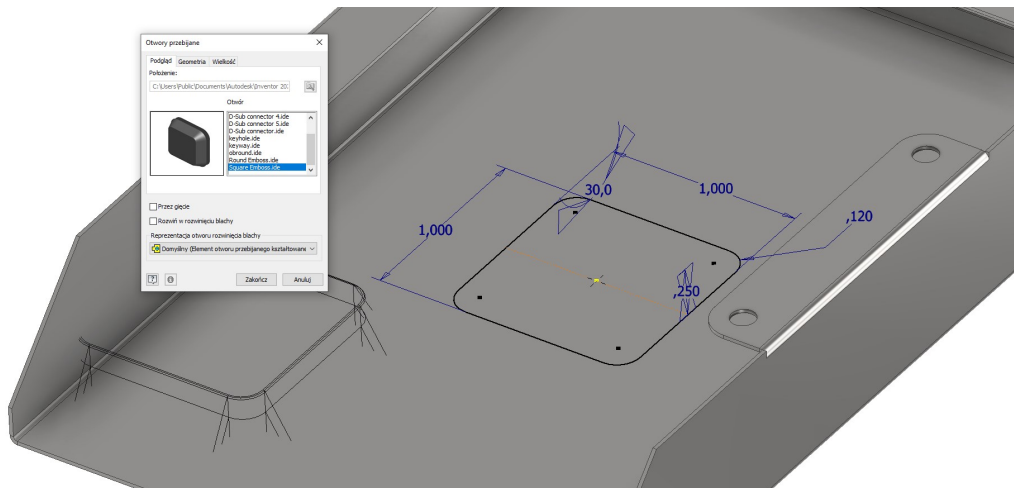 Otwory przebijane
Podgląd Geometria Wielkość
Położenie:
C:\Users\Public\Documents\Autodesk\Inventor 202
Otwór
D-Sub connector 4.ide
D-Sub connector 5.ide
D-Sub connector.ide
keyhole.ide
keyway.ide
obround.ide
Round Emboss.ide
Square Emboss.ide
Przez gięcie
Rozwiń w rozwinięciu blachy
Reprezentacja otworu rozwinięcia blachy
Domyślny (Element otworu przebijanego kształtowane
Zakończ Anuluj
30,0
1,000
1,000
,120
,250